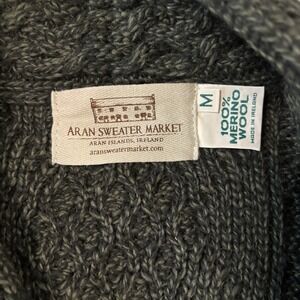 ARAN SWEATER MARKET
ARAN ISLANDS, IRELAND
aransweatermarket.com
M
100%
MERINO
WOOL
MADE IN IRELAND